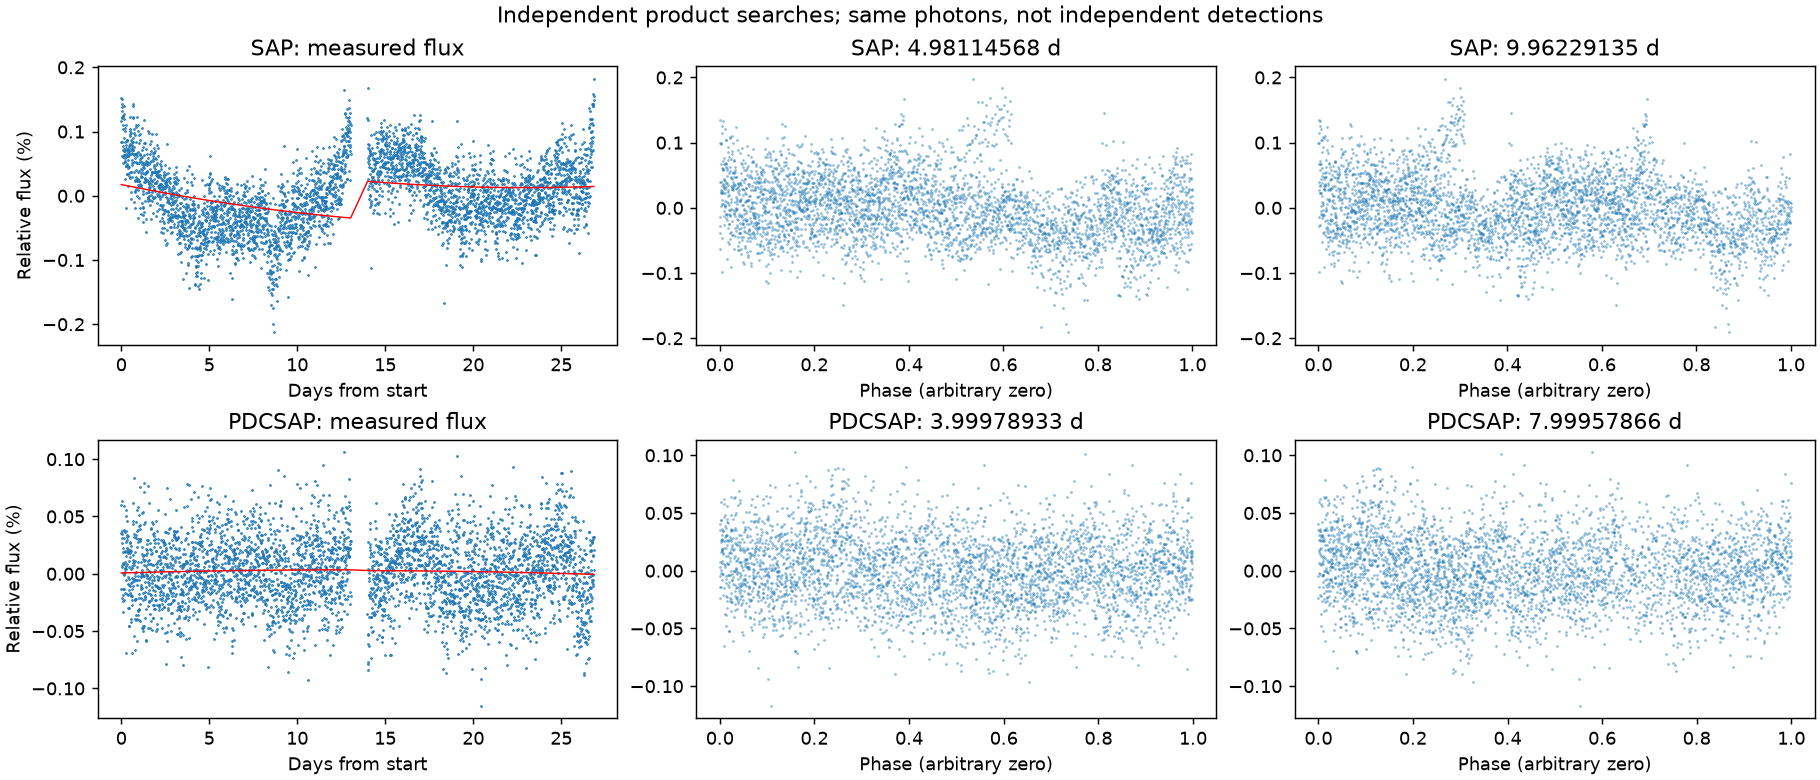 Independent product searches; same photons, not independent detections
SAP: measured flux
SAP: 4.98114568 d
SAP: 9.96229135 d
Relative flux (%)
0.2
0.1
0.0
−0.1
−0.2
0 5 10 15 20 25
Days from start
0.2
0.1
0.0
−0.1
−0.2
0.0 0.2 0.4 0.6 0.8 1.0
Phase (arbitrary zero)
0.2
0.1
0.0
−0.1
−0.2
0.0 0.2 0.4 0.6 0.8 1.0
Phase (arbitrary zero)
PDCSAP: measured flux
PDCSAP: 3.99978933 d
PDCSAP: 7.99957866 d
Relative flux (%)
0.10
0.05
0.00
−0.05
−0.10
0 5 10 15 20 25
Days from start
0.10
0.05
0.00
−0.05
−0.10
0.0 0.2 0.4 0.6 0.8 1.0
Phase (arbitrary zero)
0.10
0.05
0.00
−0.05
−0.10
0.0 0.2 0.4 0.6 0.8 1.0
Phase (arbitrary zero)